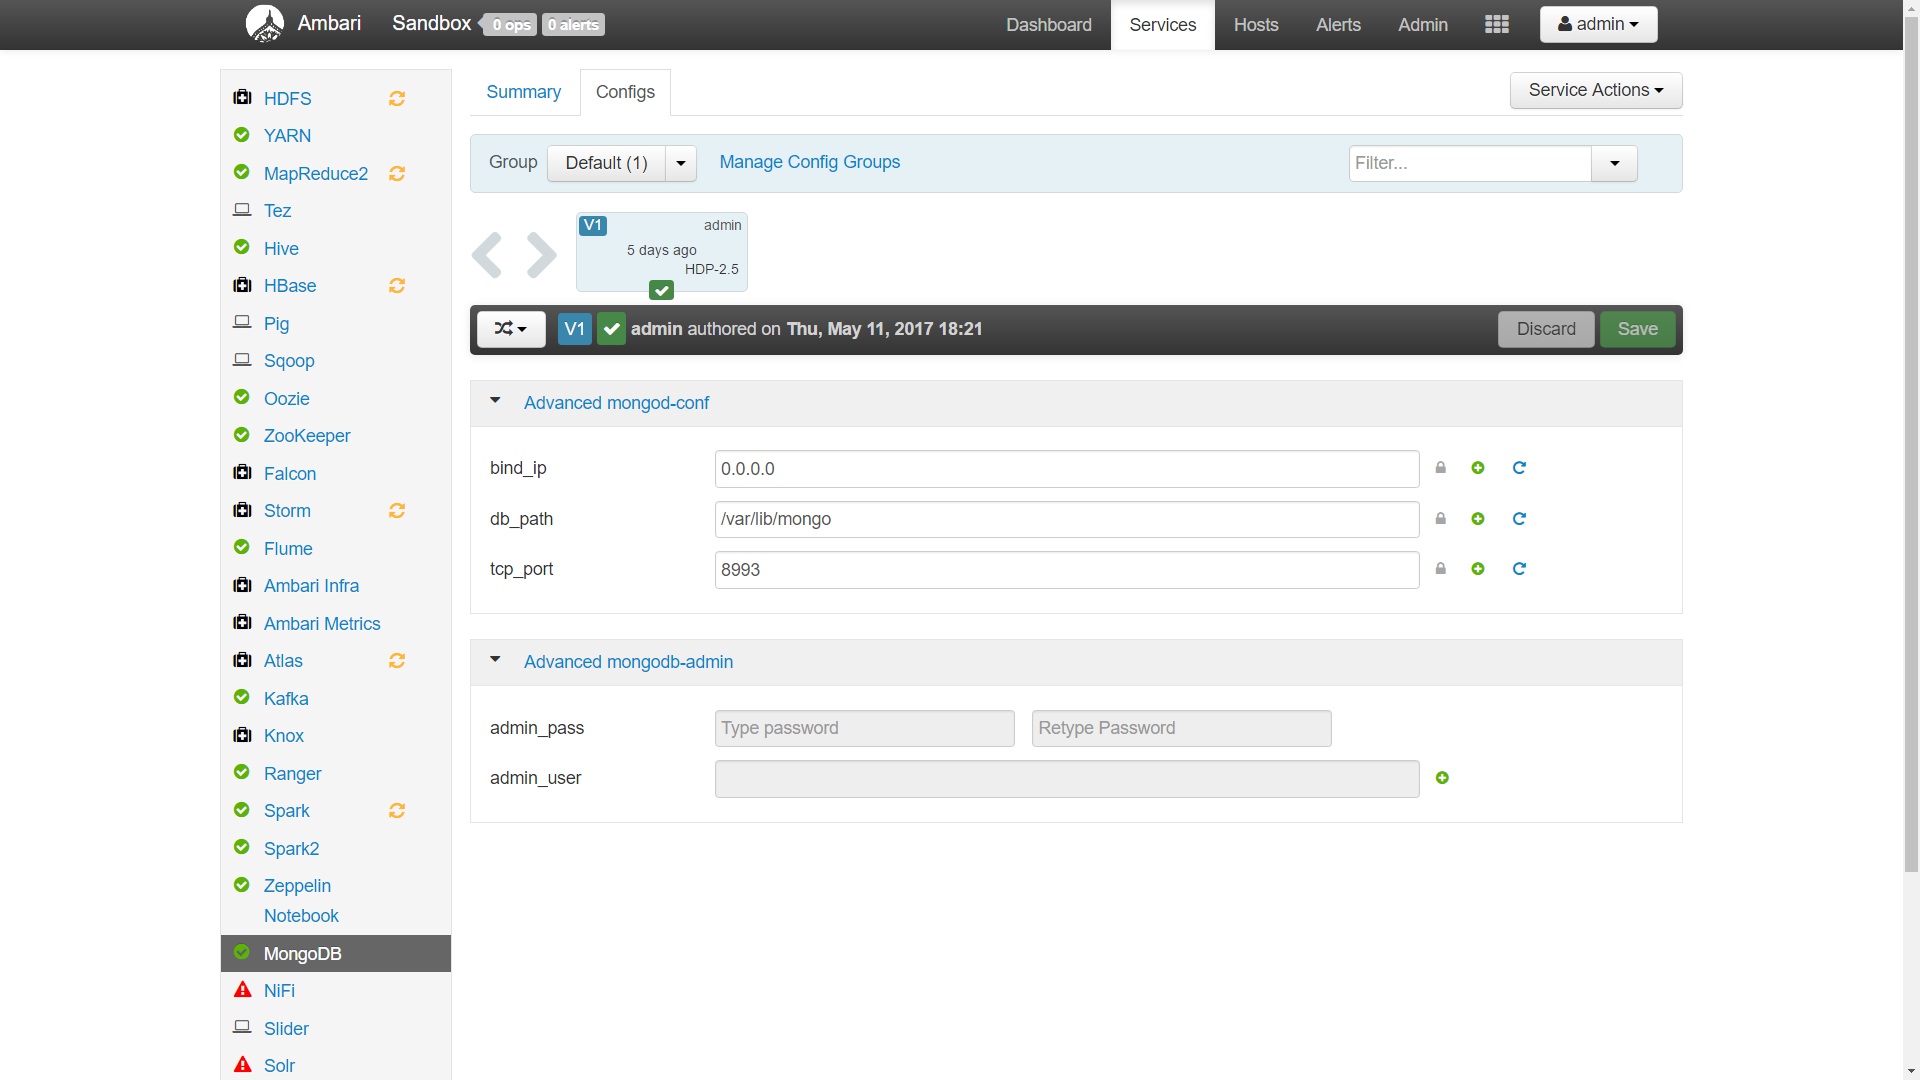 Ambari Sandbox 0 ops 0 alerts Dashboard Services Hosts Alerts Admin admin
HDFS
YARN
MapReduce2
Tez
Hive
HBase
Pig
Sqoop
Oozie
ZooKeeper
Falcon
Storm
Flume
Ambari Infra
Ambari Metrics
Atlas
Kafka
Knox
Ranger
Spark
Spark2
Zeppelin
Notebook
MongoDB
NiFi
Slider
Solr
Summary Configs Service Actions
Group Default (1) Manage Config Groups Filter...
V1 admin
5 days ago
HDP-2.5
V1 admin authored on Thu, May 11, 2017 18:21 Discard Save
Advanced mongod-conf
bind_ip 0.0.0.0
db_path /var/lib/mongo
tcp_port 8993
Advanced mongodb-admin
admin_pass Type password Retype Password
admin_user